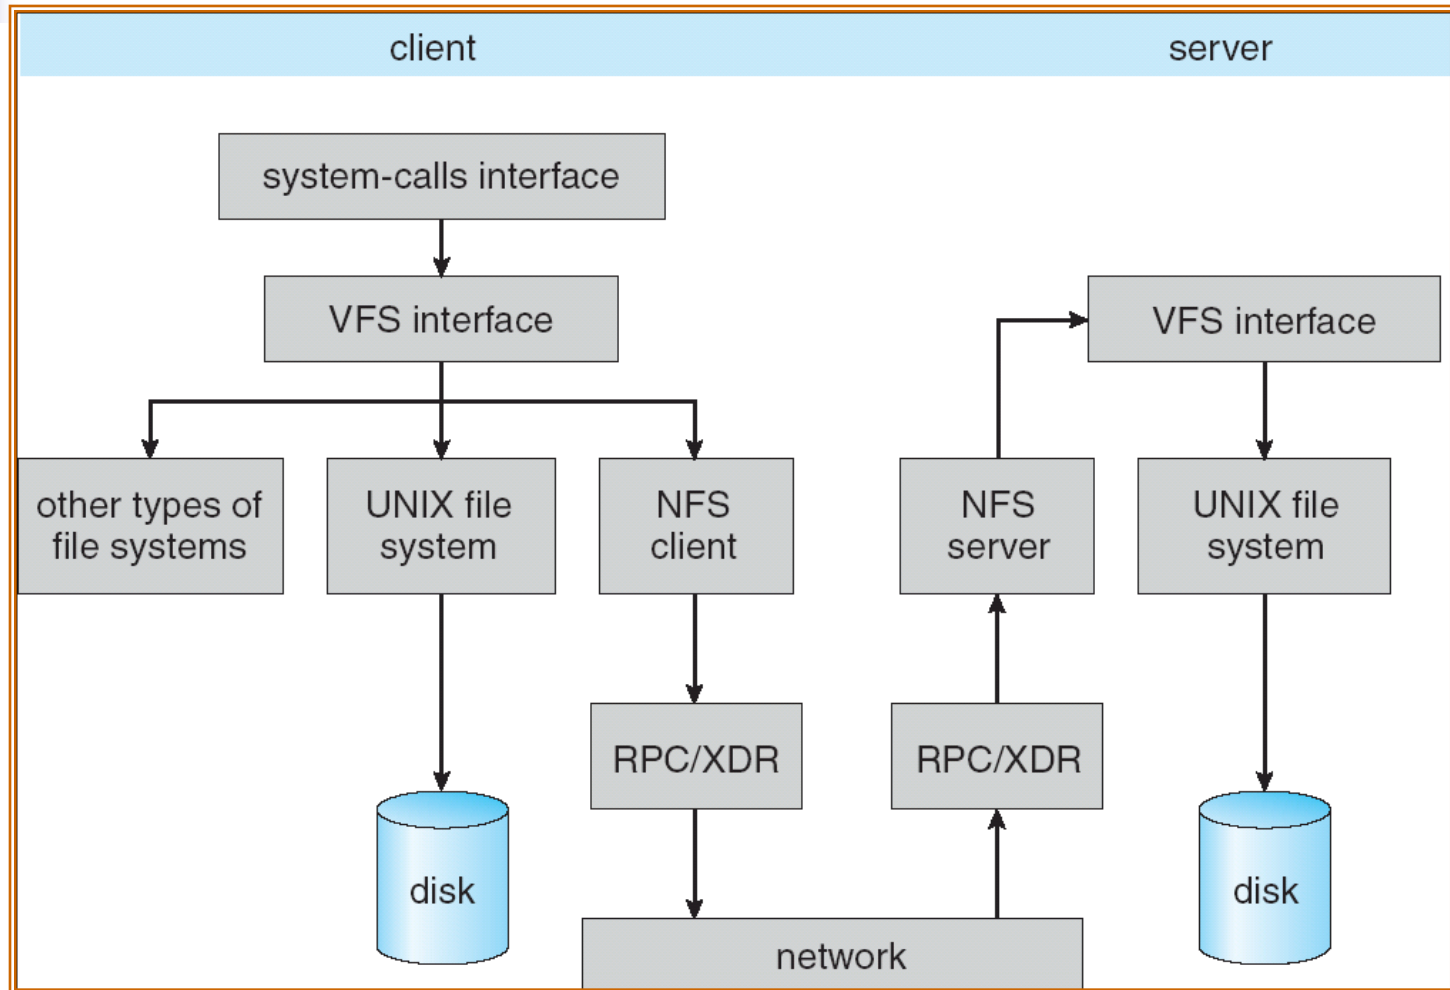 client
server
system-calls interface
VFS interface
VFS interface
other types of
file systems
UNIX file
system
NFS
client
NFS
server
UNIX file
system
RPC/XDR
RPC/XDR
disk
disk
network